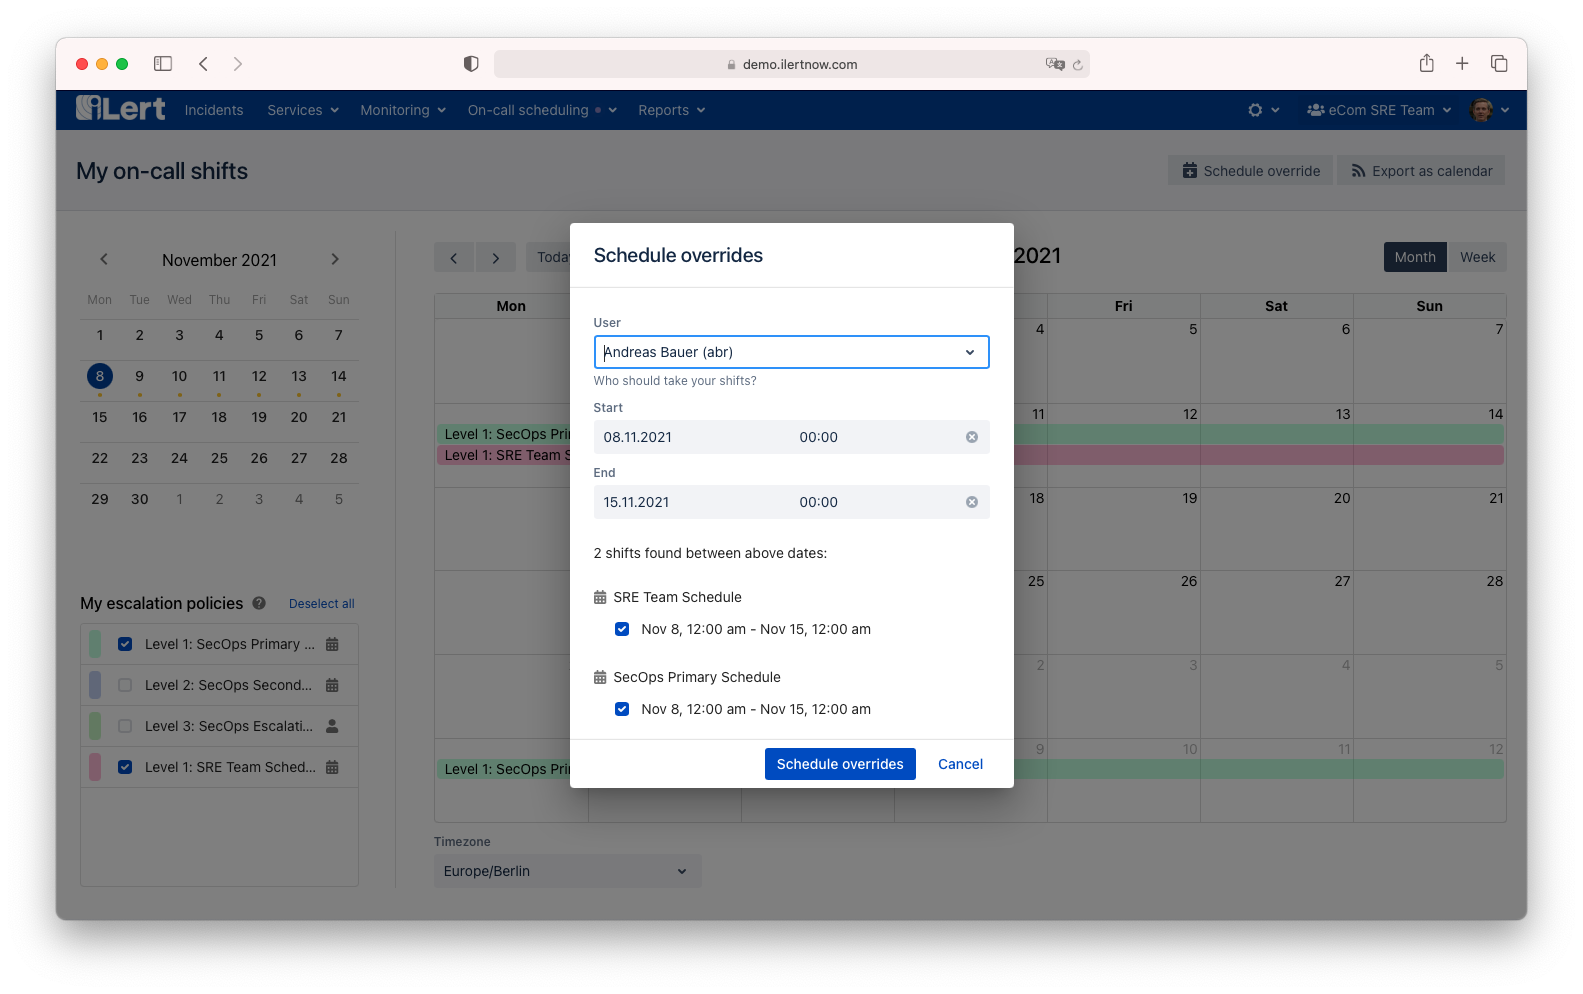 demo.ilertnow.com
iLert Incidents Services Monitoring On-call scheduling Reports eCom SRE Team
My on-call shifts
Schedule override Export as calendar
November 2021
Mon Tue Wed Thu Fri Sat Sun
1 2 3 4 5 6 7
8 9 10 11 12 13 14
15 16 17 18 19 20 21
22 23 24 25 26 27 28
29 30 1 2 3 4 5
My escalation policies ? Deselect all
Level 1: SecOps Primary ...
Level 2: SecOps Second...
Level 3: SecOps Escalati...
Level 1: SRE Team Sched...
2021
Month Week
Mon Fri Sat Sun
4 5 6 7
11 12 13 14
Level 1: SecOps Pri
Level 1: SRE Team S
18 19 20 21
25 26 27 28
2 3 4 5
9 10 11 12
Level 1: SecOps Pri
Timezone
Europe/Berlin
Schedule overrides
User
Andreas Bauer (abr)
Who should take your shifts?
Start
08.11.2021 00:00
End
15.11.2021 00:00
2 shifts found between above dates:
SRE Team Schedule
Nov 8, 12:00 am - Nov 15, 12:00 am
SecOps Primary Schedule
Nov 8, 12:00 am - Nov 15, 12:00 am
Schedule overrides Cancel